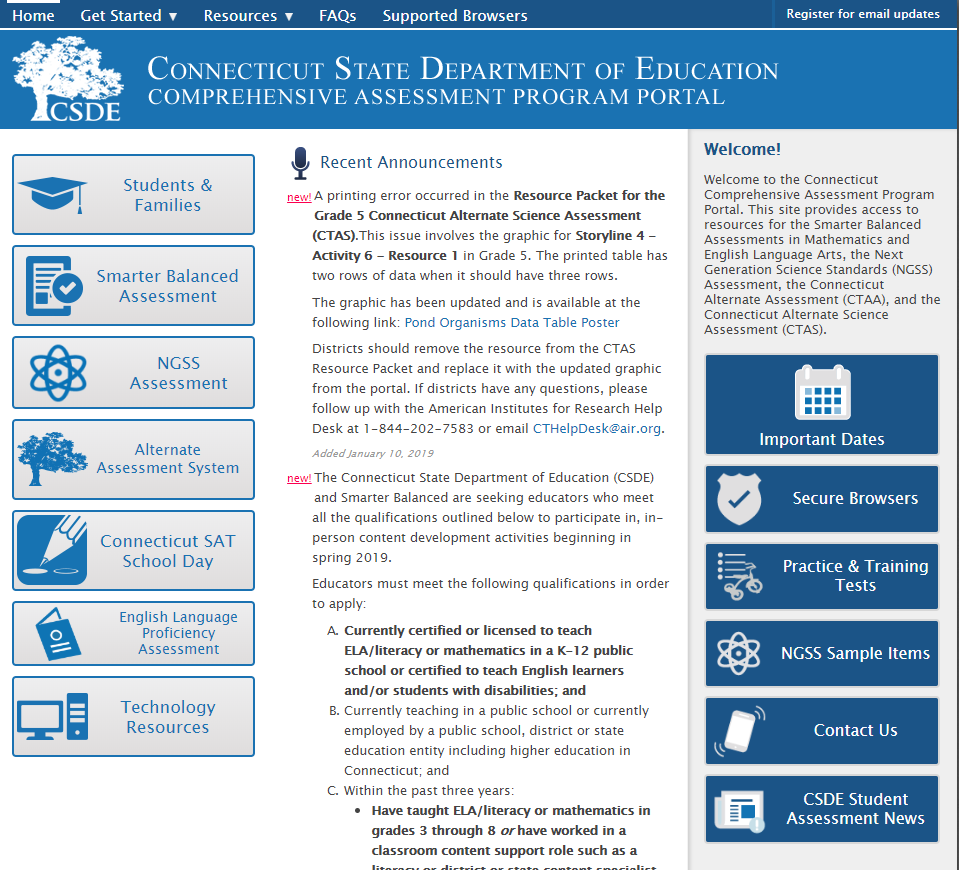 Home Get Started ▼ Resources ▼ FAQs Supported Browsers Register for email updates
CSDE
CONNECTICUT STATE DEPARTMENT OF EDUCATION
COMPREHENSIVE ASSESSMENT PROGRAM PORTAL
Students &
Families
Smarter Balanced
Assessment
NGSS
Assessment
Alternate
Assessment System
Connecticut SAT
School Day
English Language
Proficiency
Assessment
Technology
Resources
Recent Announcements
new! A printing error occurred in the Resource Packet for the
Grade 5 Connecticut Alternate Science Assessment
(CTAS).This issue involves the graphic for Storyline 4 –
Activity 6 – Resource 1 in Grade 5. The printed table has
two rows of data when it should have three rows.
The graphic has been updated and is available at the
following link: Pond Organisms Data Table Poster
Districts should remove the resource from the CTAS
Resource Packet and replace it with the updated graphic
from the portal. If districts have any questions, please
follow up with the American Institutes for Research Help
Desk at 1-844-202-7583 or email CTHelpDesk@air.org.
Added January 10, 2019
new! The Connecticut State Department of Education (CSDE)
and Smarter Balanced are seeking educators who meet
all the qualifications outlined below to participate in, in-
person content development activities beginning in
spring 2019.
Educators must meet the following qualifications in order
to apply:
A. Currently certified or licensed to teach
ELA/literacy or mathematics in a K-12 public
school or certified to teach English learners
and/or students with disabilities; and
B. Currently teaching in a public school or currently
employed by a public school, district or state
education entity including higher education in
Connecticut; and
C. Within the past three years:
• Have taught ELA/literacy or mathematics in
grades 3 through 8 or have worked in a
classroom content support role such as a
literacy or district or state content specialist
Welcome!
Welcome to the Connecticut
Comprehensive Assessment Program
Portal. This site provides access to
resources for the Smarter Balanced
Assessments in Mathematics and
English Language Arts, the Next
Generation Science Standards (NGSS)
Assessment, the Connecticut
Alternate Assessment (CTAA), and the
Connecticut Alternate Science
Assessment (CTAS).
Important Dates
Secure Browsers
Practice & Training
Tests
NGSS Sample Items
Contact Us
CSDE Student
Assessment News